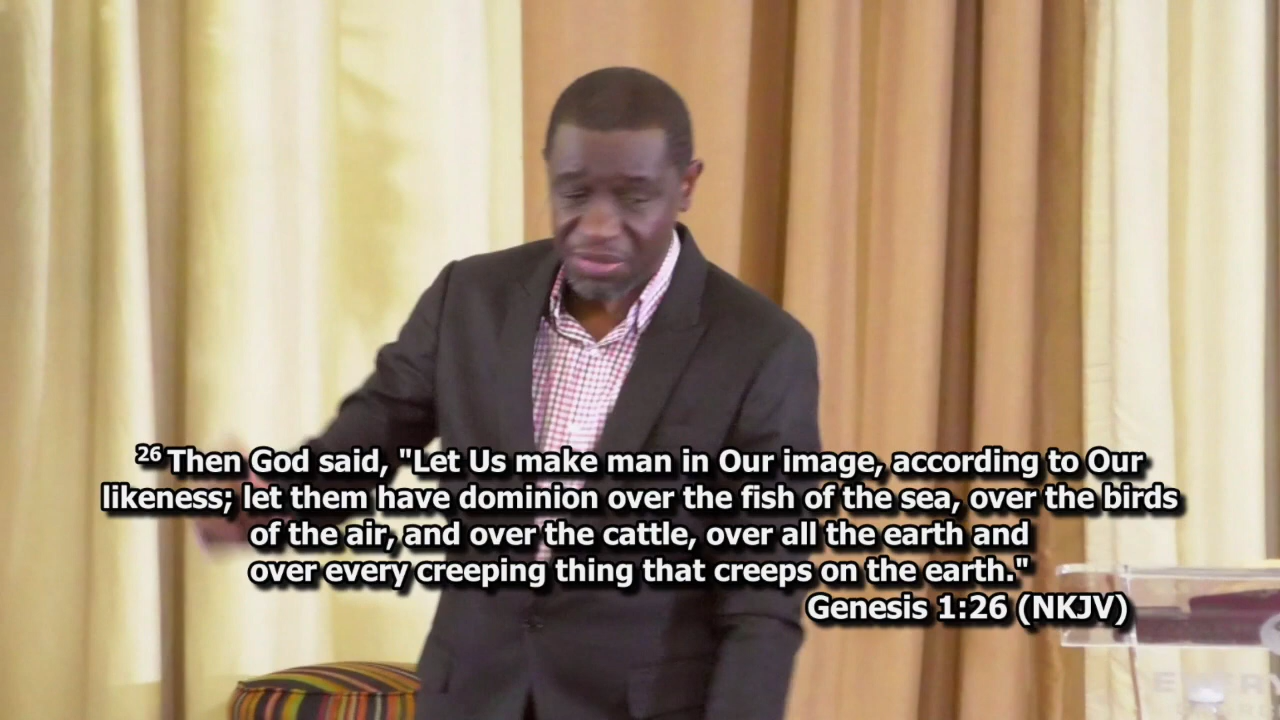 26 Then God said, "Let Us make man in Our image, according to Our
likeness; let them have dominion over the fish of the sea, over the birds
of the air, and over the cattle, over all the earth and
over every creeping thing that creeps on the earth."
Genesis 1:26 (NKJV)